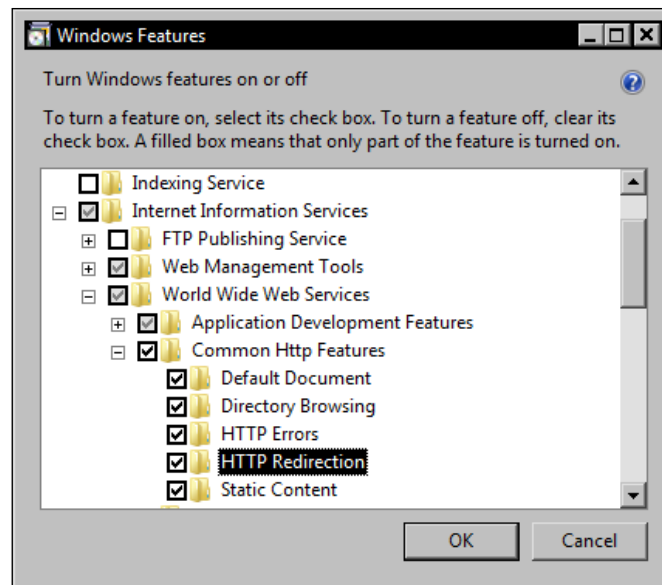 Windows Features
Turn Windows features on or off
To turn a feature on, select its check box. To turn a feature off, clear its
check box. A filled box means that only part of the feature is turned on.
Indexing Service
Internet Information Services
FTP Publishing Service
Web Management Tools
World Wide Web Services
Application Development Features
Common Http Features
Default Document
Directory Browsing
HTTP Errors
HTTP Redirection
Static Content
OK Cancel